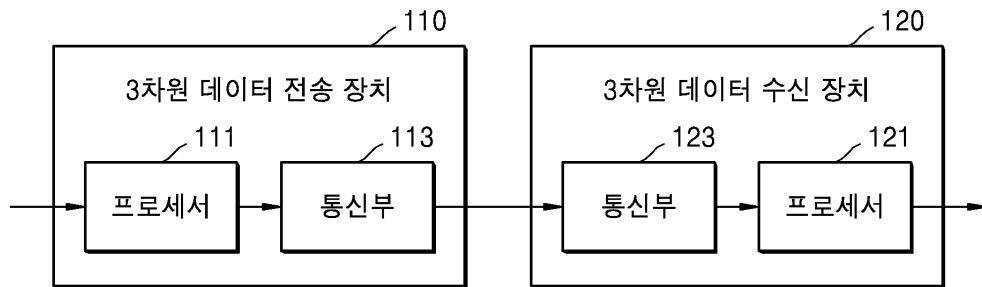 110
120
3차원 데이터 전송 장치
3차원 데이터 수신 장치
111
113
123
121
프로세서
통신부
통신부
프로세서